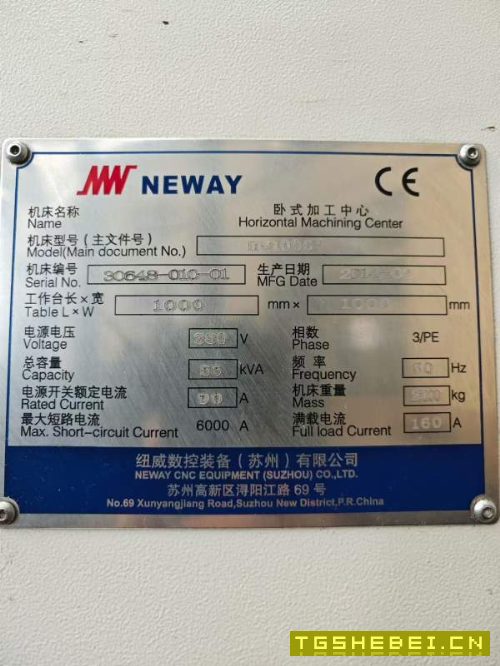 NEWAY CE
机床名称 卧式加工中心
Name Horizontal Machining Center
机床型号 (主文件号)
Model(Main document No.)
机床编号 30648-010-01 生产日期
Serial No. MFG Date
工作台长×宽 1000 mm× 1000 mm
Table L×W
电源电压 V 相数 3/PE
Voltage Phase
总容量 kVA 频率 Hz
Capacity Frequency
电源开关额定电流 A 机床重量 kg
Rated Current Mass
最大短路电流 6000 A 满载电流 160 A
Max. Short-circuit Current Full load Current
纽威数控装备(苏州)有限公司
NEWAY CNC EQUIPMENT (SUZHOU) CO.,LTD.
苏州高新区浔阳江路 69 号
No.69 Xunyangjiang Road,Suzhou New District,P.R.China
TGSHEBEI.CN